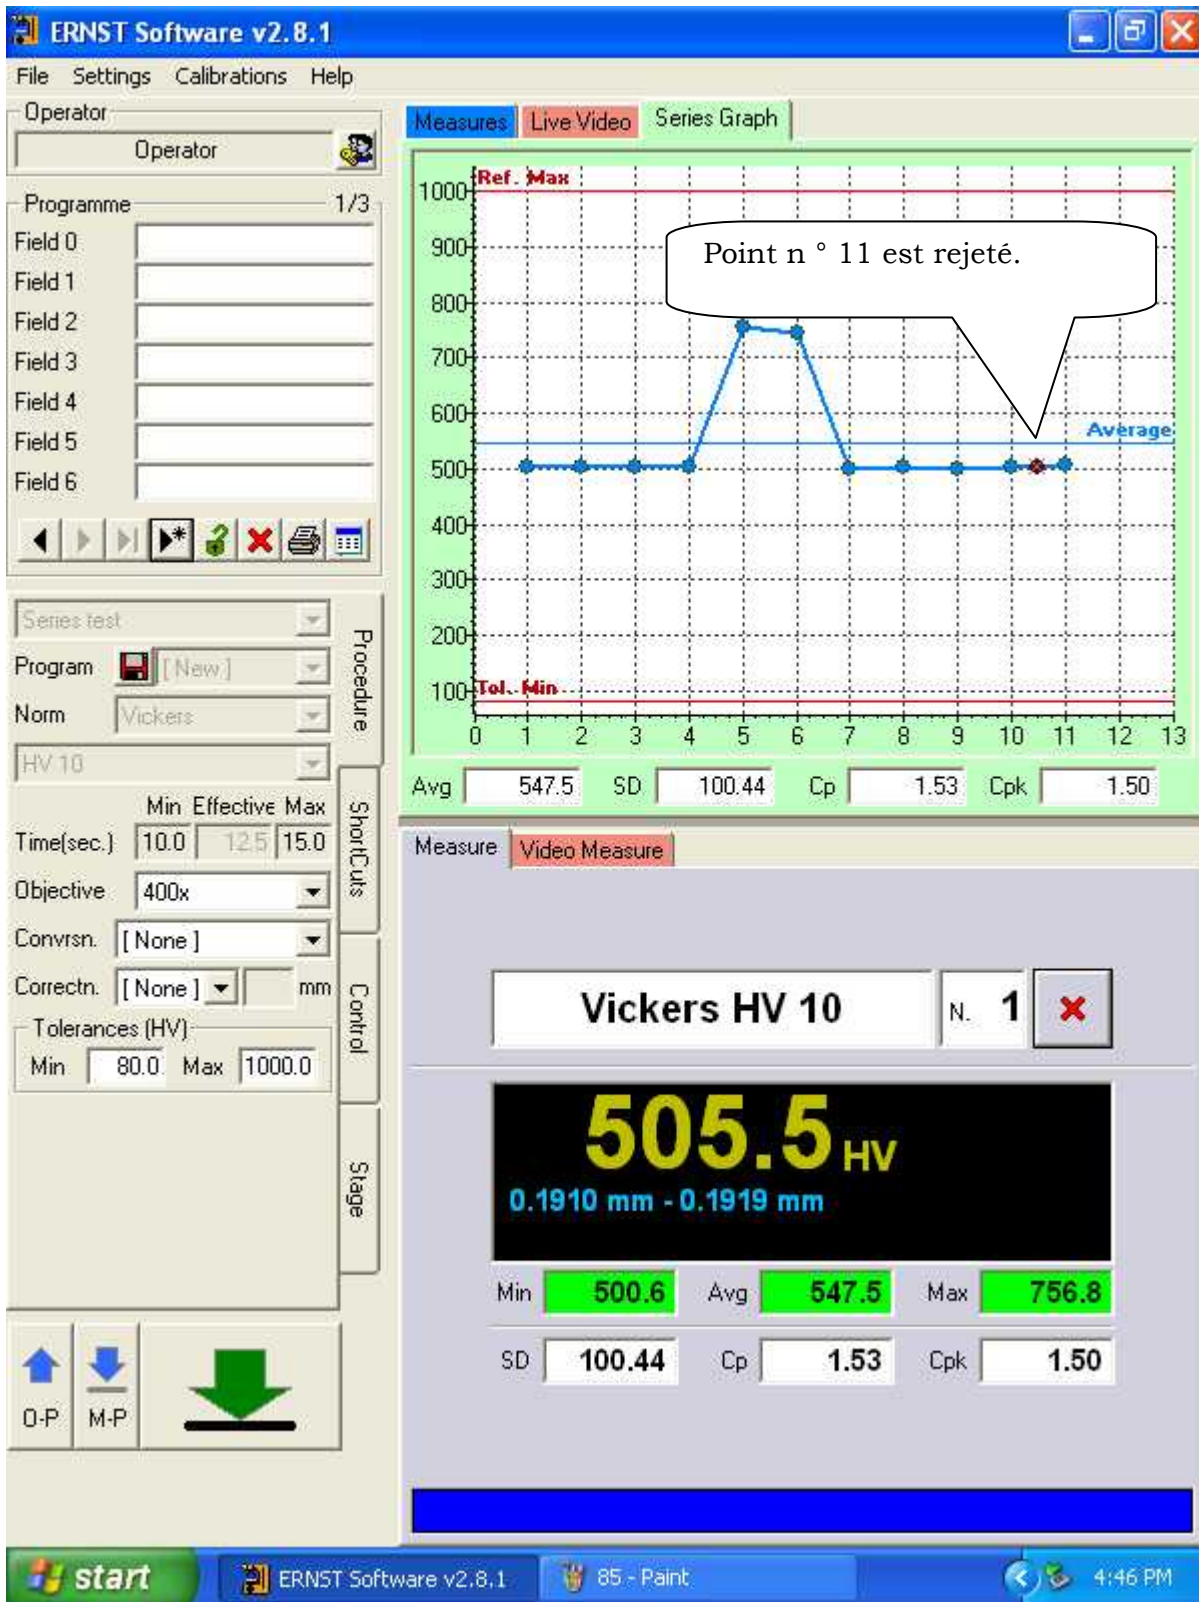 ERNST Software v2.8.1
File Settings Calibrations Help
Operator
Operator
Programme 1/3
Field 0
Field 1
Field 2
Field 3
Field 4
Field 5
Field 6
Series test
Program [ New ]
Norm Vickers
HV 10
Min Effective Max
Time(sec.) 10.0 12.5 15.0
Objective 400x
Convrsn. [ None ]
Correctn. [ None ] mm
Tolerances (HV)
Min 80.0 Max 1000.0
Procedure
ShortCuts
Control
Stage
O-P M-P
Measures Live Video Series Graph
Ref. Max
1000
900
800
700
600
500
400
300
200
100
Point n ° 11 est rejeté.
Average
Tol. Min
0 1 2 3 4 5 6 7 8 9 10 11 12 13
Avg 547.5 SD 100.44 Cp 1.53 Cpk 1.50
Measure Video Measure
Vickers HV 10 N. 1
505.5 HV
0.1910 mm - 0.1919 mm
Min 500.6 Avg 547.5 Max 756.8
SD 100.44 Cp 1.53 Cpk 1.50
start ERNST Software v2.8.1 85 - Paint 4:46 PM